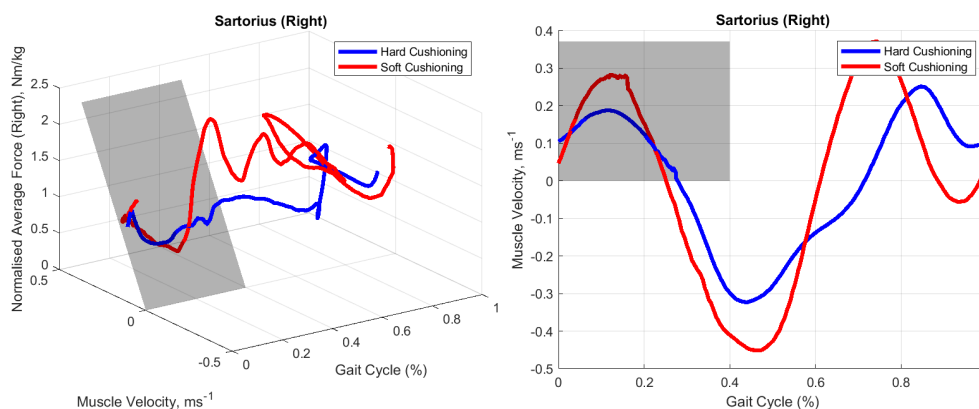 Sartorius (Right)
Normalised Average Force (Right), Nm/kg
2.5
2
1.5
1
0.5
0
0.5
0
-0.5
0
0.2
0.4
0.6
0.8
1
Muscle Velocity, ms-1
Gait Cycle (%)
Hard Cushioning
Soft Cushioning
Sartorius (Right)
Muscle Velocity, ms-1
0.4
0.3
0.2
0.1
0
-0.1
-0.2
-0.3
-0.4
-0.5
0
0.2
0.4
0.6
0.8
Gait Cycle (%)
Hard Cushioning
Soft Cushioning